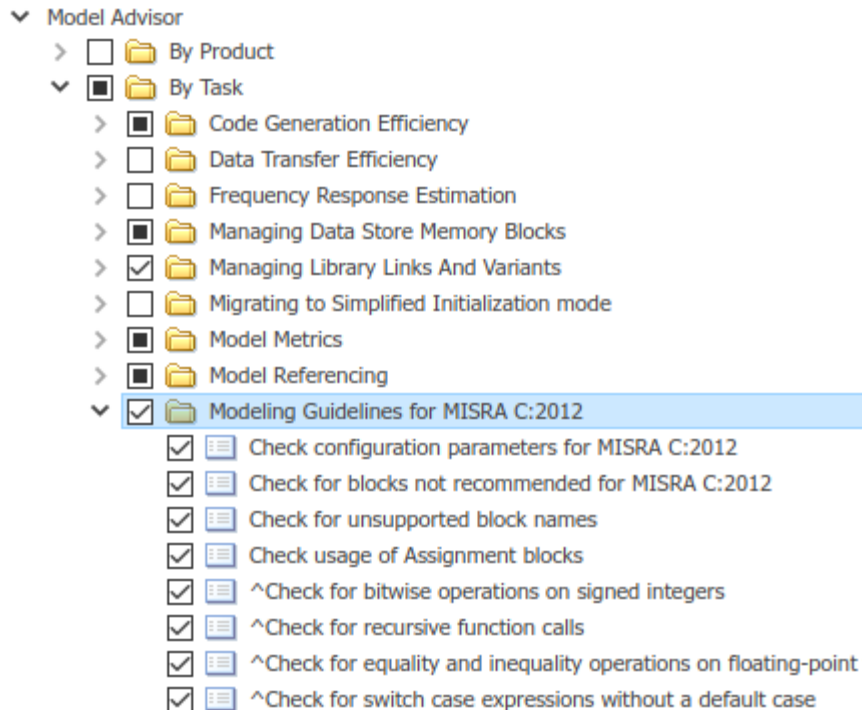 Model Advisor
By Product
By Task
Code Generation Efficiency
Data Transfer Efficiency
Frequency Response Estimation
Managing Data Store Memory Blocks
Managing Library Links And Variants
Migrating to Simplified Initialization mode
Model Metrics
Model Referencing
Modeling Guidelines for MISRA C:2012
Check configuration parameters for MISRA C:2012
Check for blocks not recommended for MISRA C:2012
Check for unsupported block names
Check usage of Assignment blocks
^Check for bitwise operations on signed integers
^Check for recursive function calls
^Check for equality and inequality operations on floating-point
^Check for switch case expressions without a default case